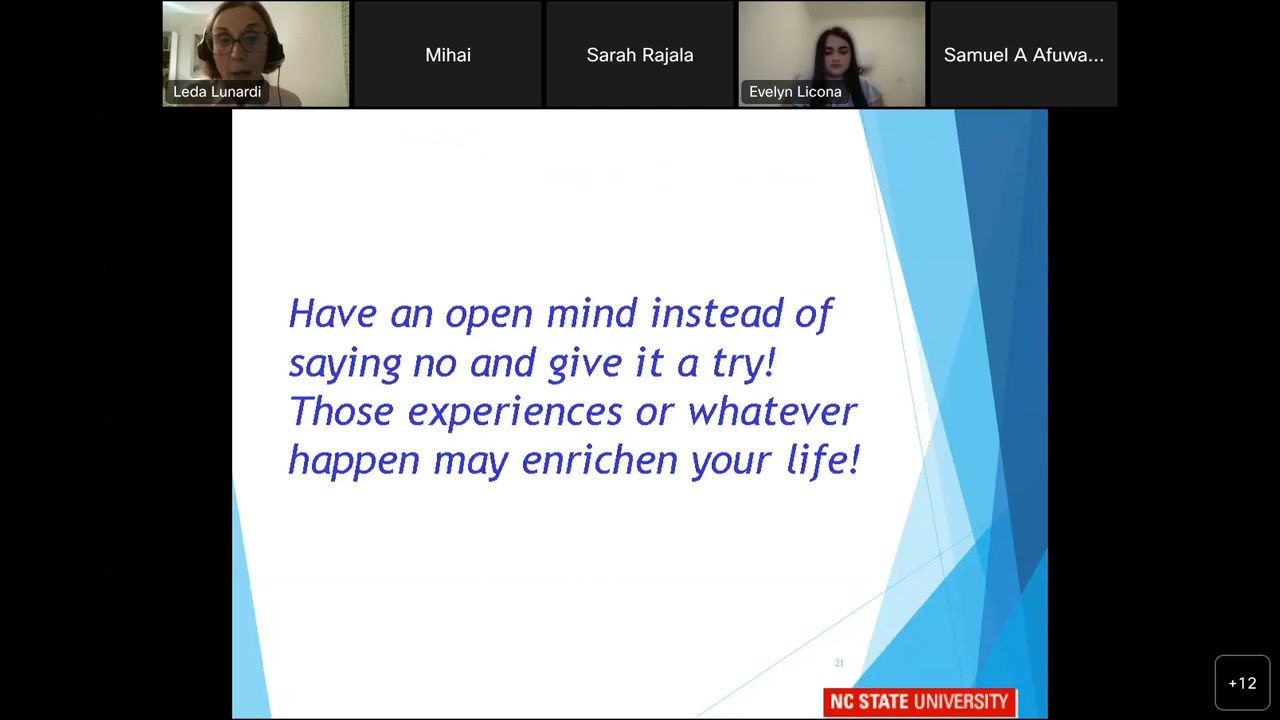 Leda Lunardi
Mihai
Sarah Rajala
Evelyn Licona
Samuel A Afuwa...
Have an open mind instead of
saying no and give it a try!
Those experiences or whatever
happen may enrichen your life!
21
NC STATE UNIVERSITY
+12